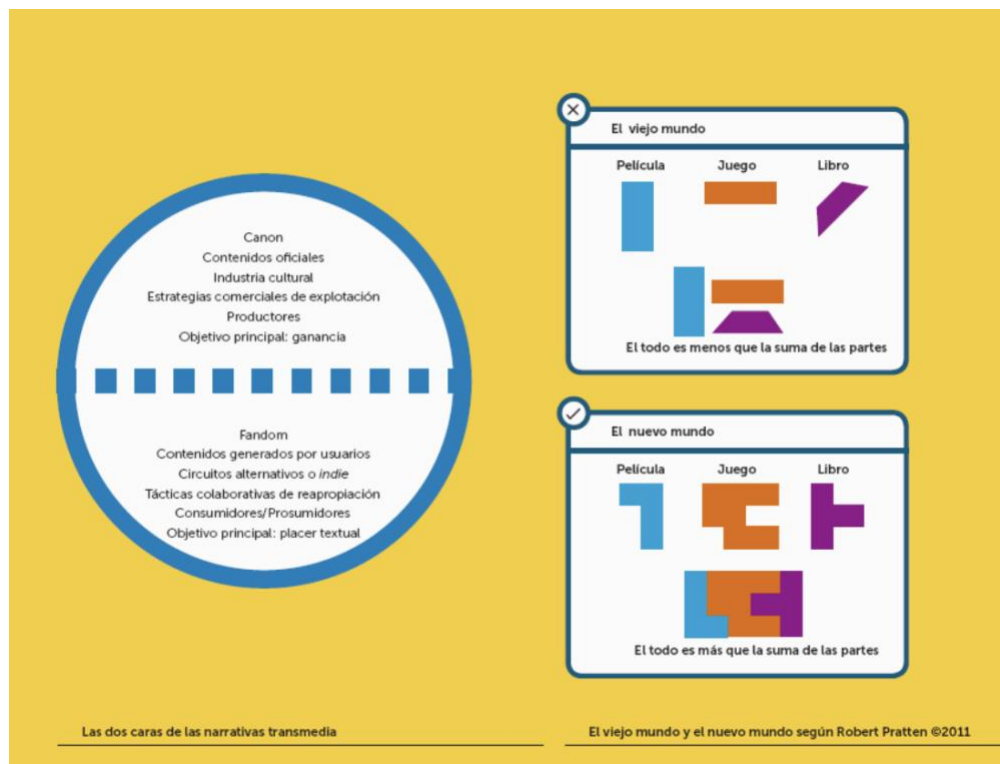 Canon
Contenidos oficiales
Industria cultural
Estrategias comerciales de explotación
Productores
Objetivo principal: ganancia
Fandom
Contenidos generados por usuarios
Circuitos alternativos o indie
Tácticas colaborativas de reapropiación
Consumidores/Prosumidores
Objetivo principal: placer textual
Las dos caras de las narrativas transmedia
El viejo mundo
Película Juego Libro
El todo es menos que la suma de las partes
El nuevo mundo
Película Juego Libro
El todo es más que la suma de las partes
El viejo mundo y el nuevo mundo según Robert Pratten ©2011